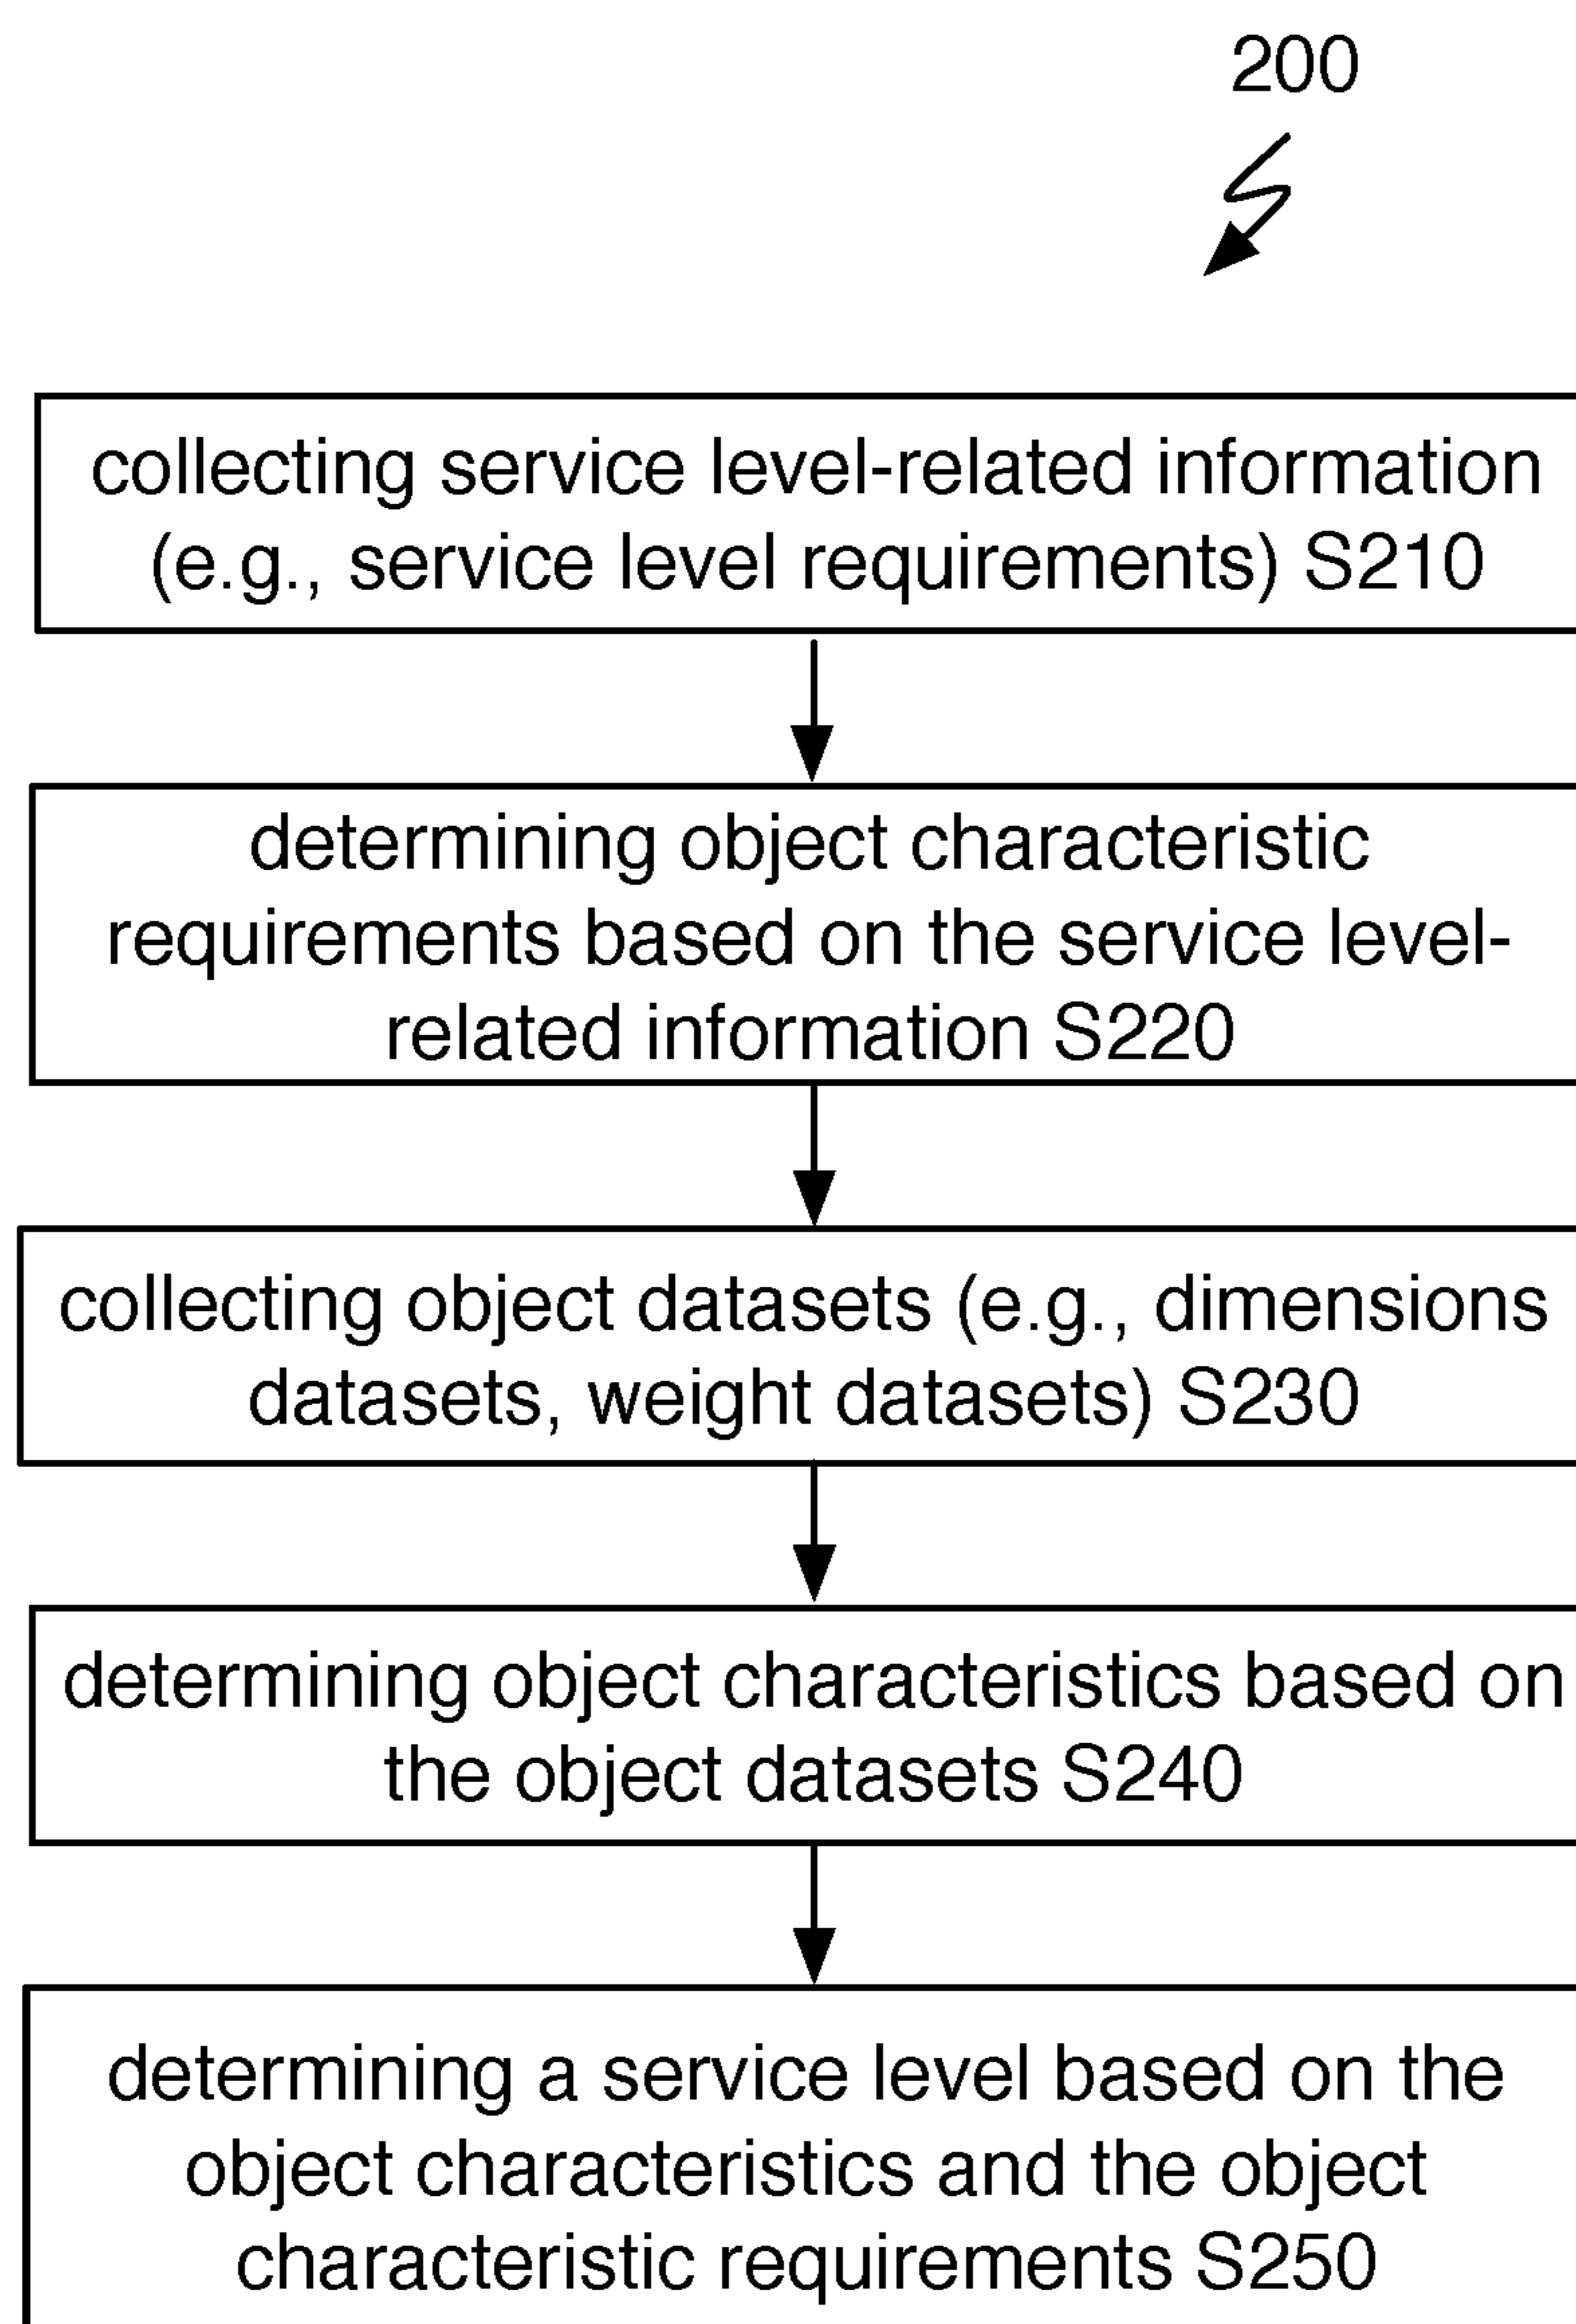 200
collecting service level-related information
(e.g., service level requirements) S210
determining object characteristic
requirements based on the service level-
related information S220
collecting object datasets (e.g., dimensions
datasets, weight datasets) S230
determining object characteristics based on
the object datasets S240
determining a service level based on the
object characteristics and the object
characteristic requirements S250